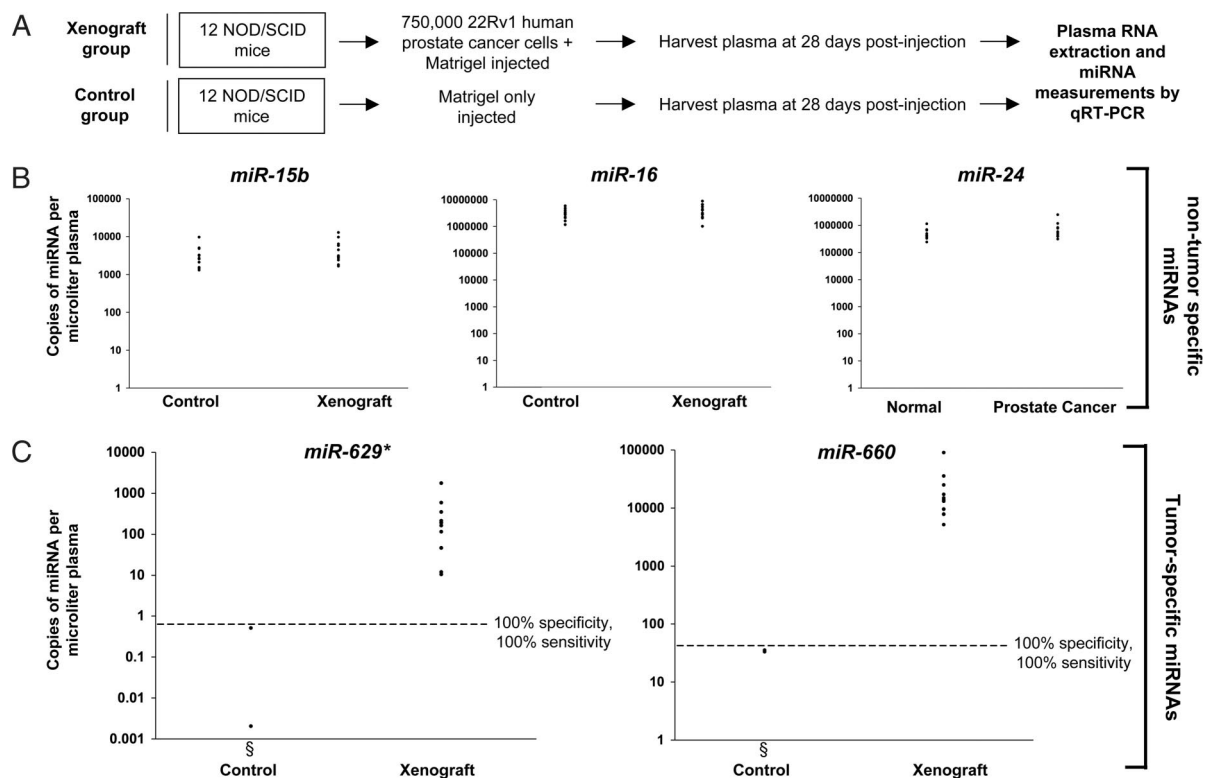 A
Xenograft
group
12 NOD/SCID
mice
750,000 22Rv1 human
prostate cancer cells +
Matrigel injected
Harvest plasma at 28 days post-injection
Plasma RNA
extraction and
miRNA
measurements by
qRT-PCR
Control
group
12 NOD/SCID
mice
Matrigel only
injected
Harvest plasma at 28 days post-injection
B
miR-15b
Copies of miRNA per
microliter plasma
100000
10000
1000
100
10
1
Control
Xenograft
miR-16
10000000
1000000
100000
10000
1000
100
10
1
Control
Xenograft
miR-24
10000000
1000000
100000
10000
1000
100
10
1
Normal
Prostate Cancer
non-tumor specific
miRNAs
C
miR-629*
Copies of miRNA per
microliter plasma
10000
1000
100
10
1
0.1
0.01
0.001
100% specificity,
100% sensitivity
§
Control
Xenograft
miR-660
100000
10000
1000
100
10
1
100% specificity,
100% sensitivity
§
Control
Xenograft
Tumor-specific miRNAs